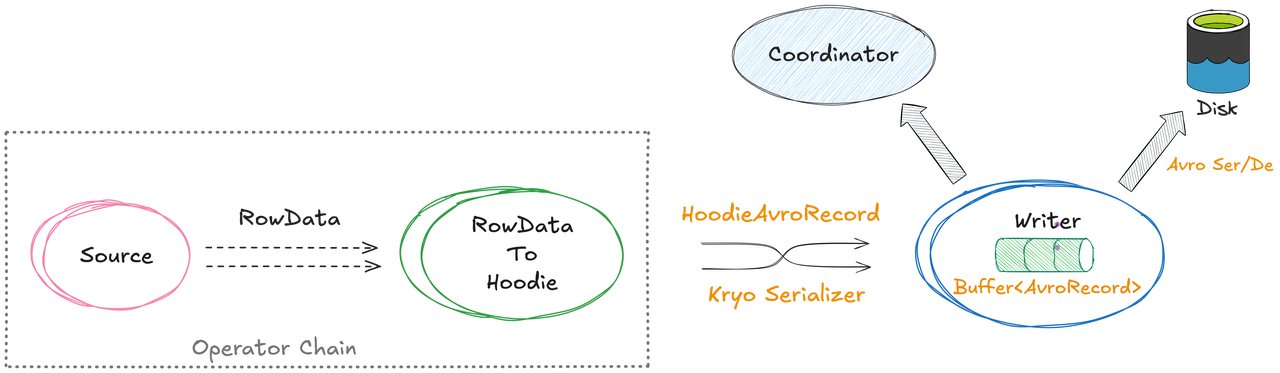 Coordinator
Disk
Avro Ser/De
RowData
Source
RowData
To
Hoodie
HoodieAvroRecord
Kryo Serializer
Writer
Buffer<AvroRecord>
Operator Chain